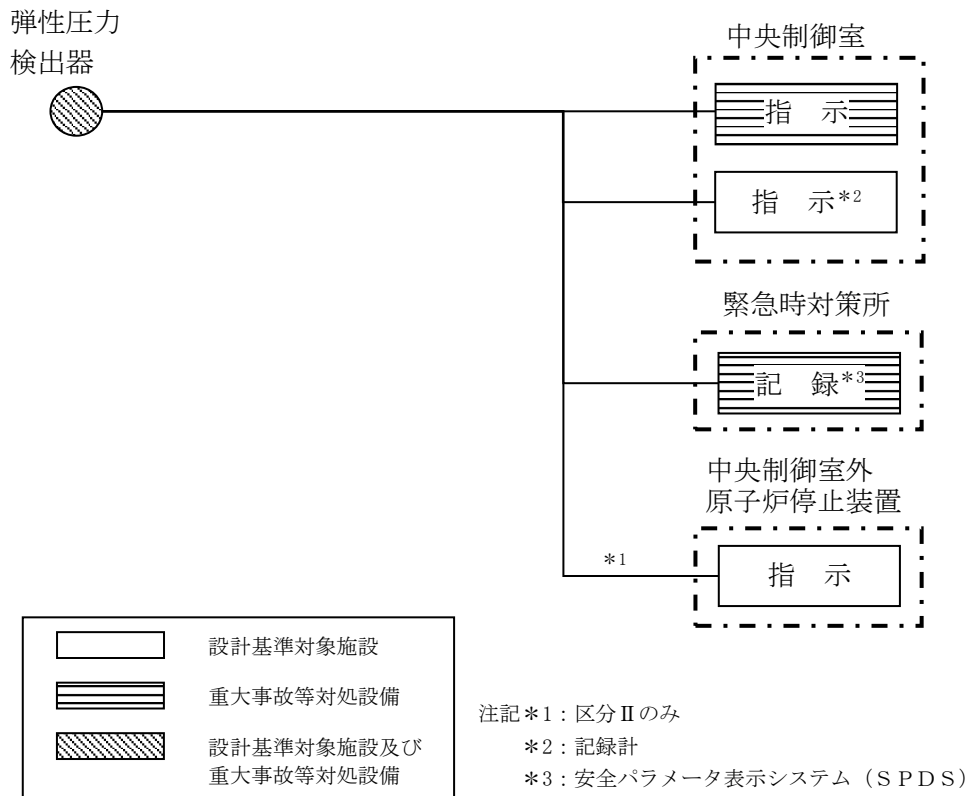 弾性圧力
検出器
中央制御室
指 示
指 示*2
緊急時対策所
記 録*3
中央制御室外
原子炉停止装置
*1
指 示
設計基準対象施設
重大事故等対処設備
設計基準対象施設及び
重大事故等対処設備
注記*1:区分Ⅱのみ
*2:記録計
*3:安全パラメータ表示システム(SPDS)